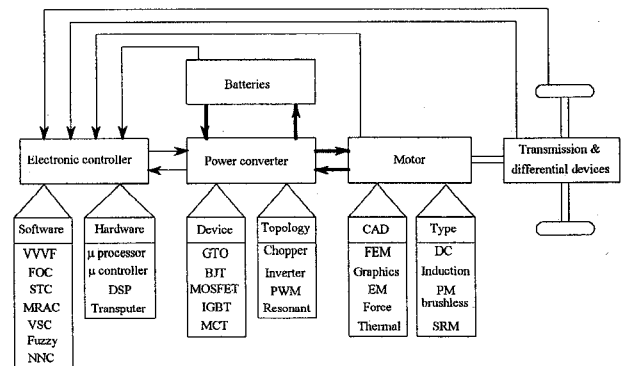 Batteries
Electronic controller
Power converter
Motor
Transmission &
differential devices
Software
VVVF
FOC
STC
MRAC
VSC
Fuzzy
NNC
Hardware
μ processor
μ controller
DSP
Transputer
Device
GTO
BJT
MOSFET
IGBT
MCT
Topology
Chopper
Inverter
PWM
Resonant
CAD
FEM
Graphics
EM
Force
Thermal
Type
DC
Induction
PM
brushless
SRM